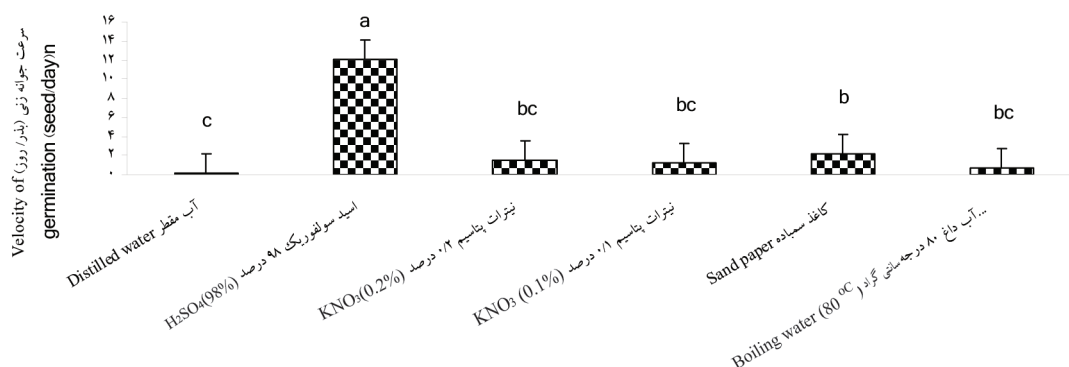 سرعت جوانه زنی (بذر/ روز)
Velocity of
germination (seed/day)n
۱۶
۱۴
۱۲
۱۰
۸
۶
۴
۲
۰
c
a
bc
bc
b
bc
آب مقطر Distilled water
اسید سولفوریک ۹۸ درصد H₂SO₄(98%)
نیترات پتاسیم ۰/۲ درصد KNO₃(0.2%)
نیترات پتاسیم ۰/۱ درصد KNO₃ (0.1%)
کاغذ سمباده Sand paper
آب داغ ۸۰ درجه سانتی گراد... Boiling water (80 °C)